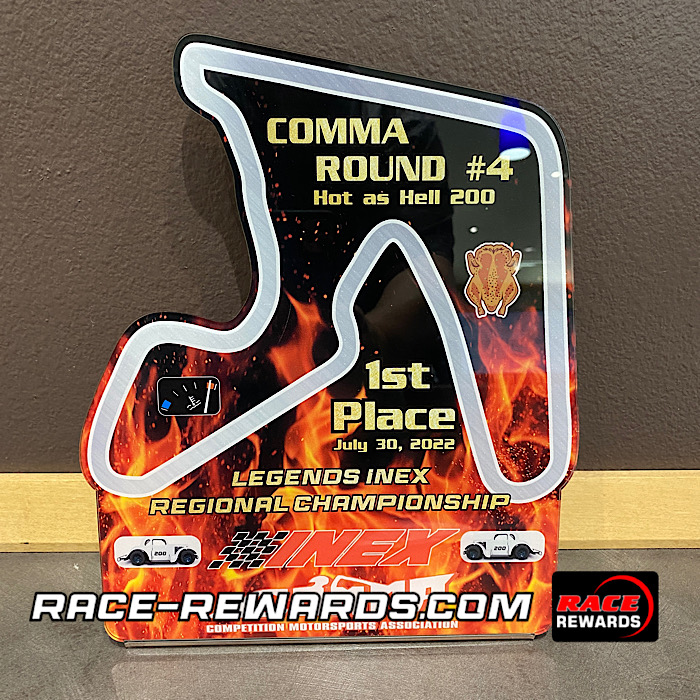 COMMA
ROUND #4
Hot as Hell 200
1st
Place
July 30, 2022
LEGENDS INEX
REGIONAL CHAMPIONSHIP
INEX
200
200
RACE-REWARDS.COM
RACE
REWARDS
COMPETITION MOTORSPORTS ASSOCIATION